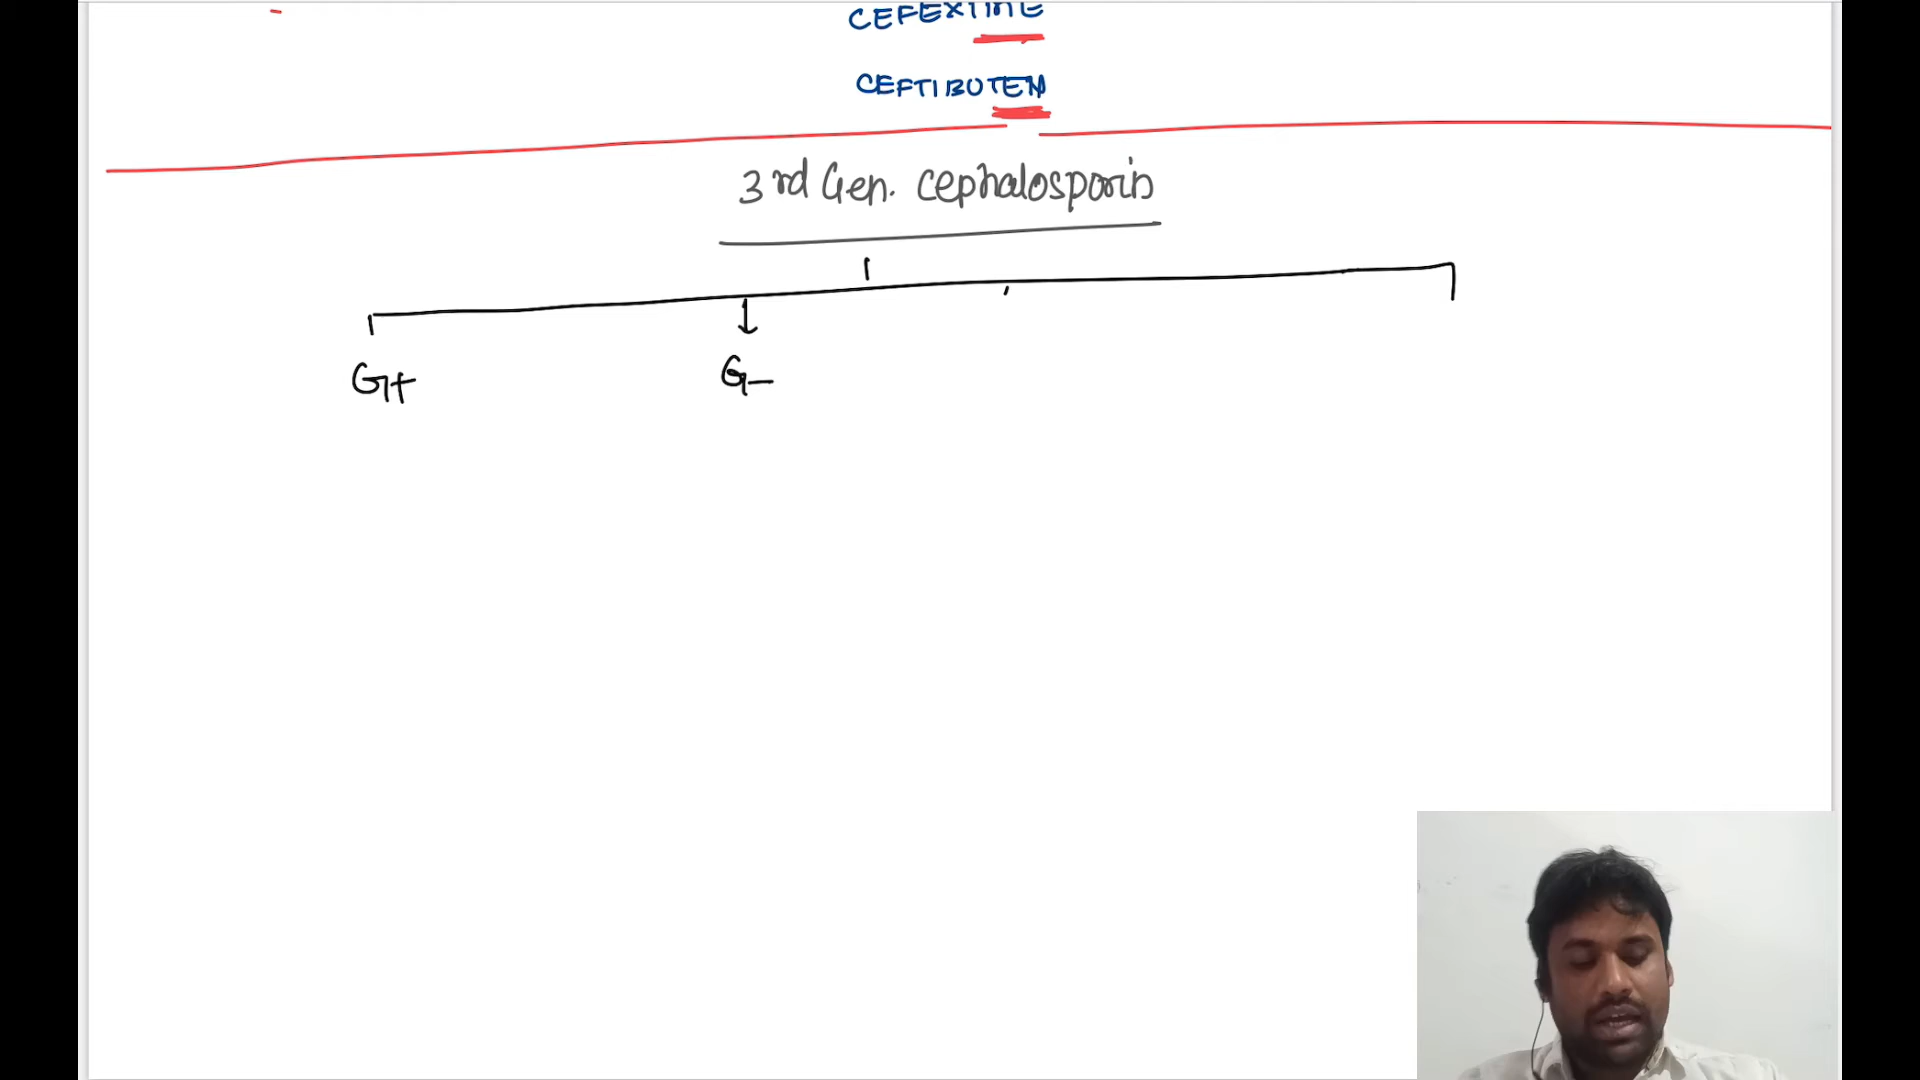 CEFEXIME
CEFTIBUTEN
3rd Gen. cephalosporin
G+
G-